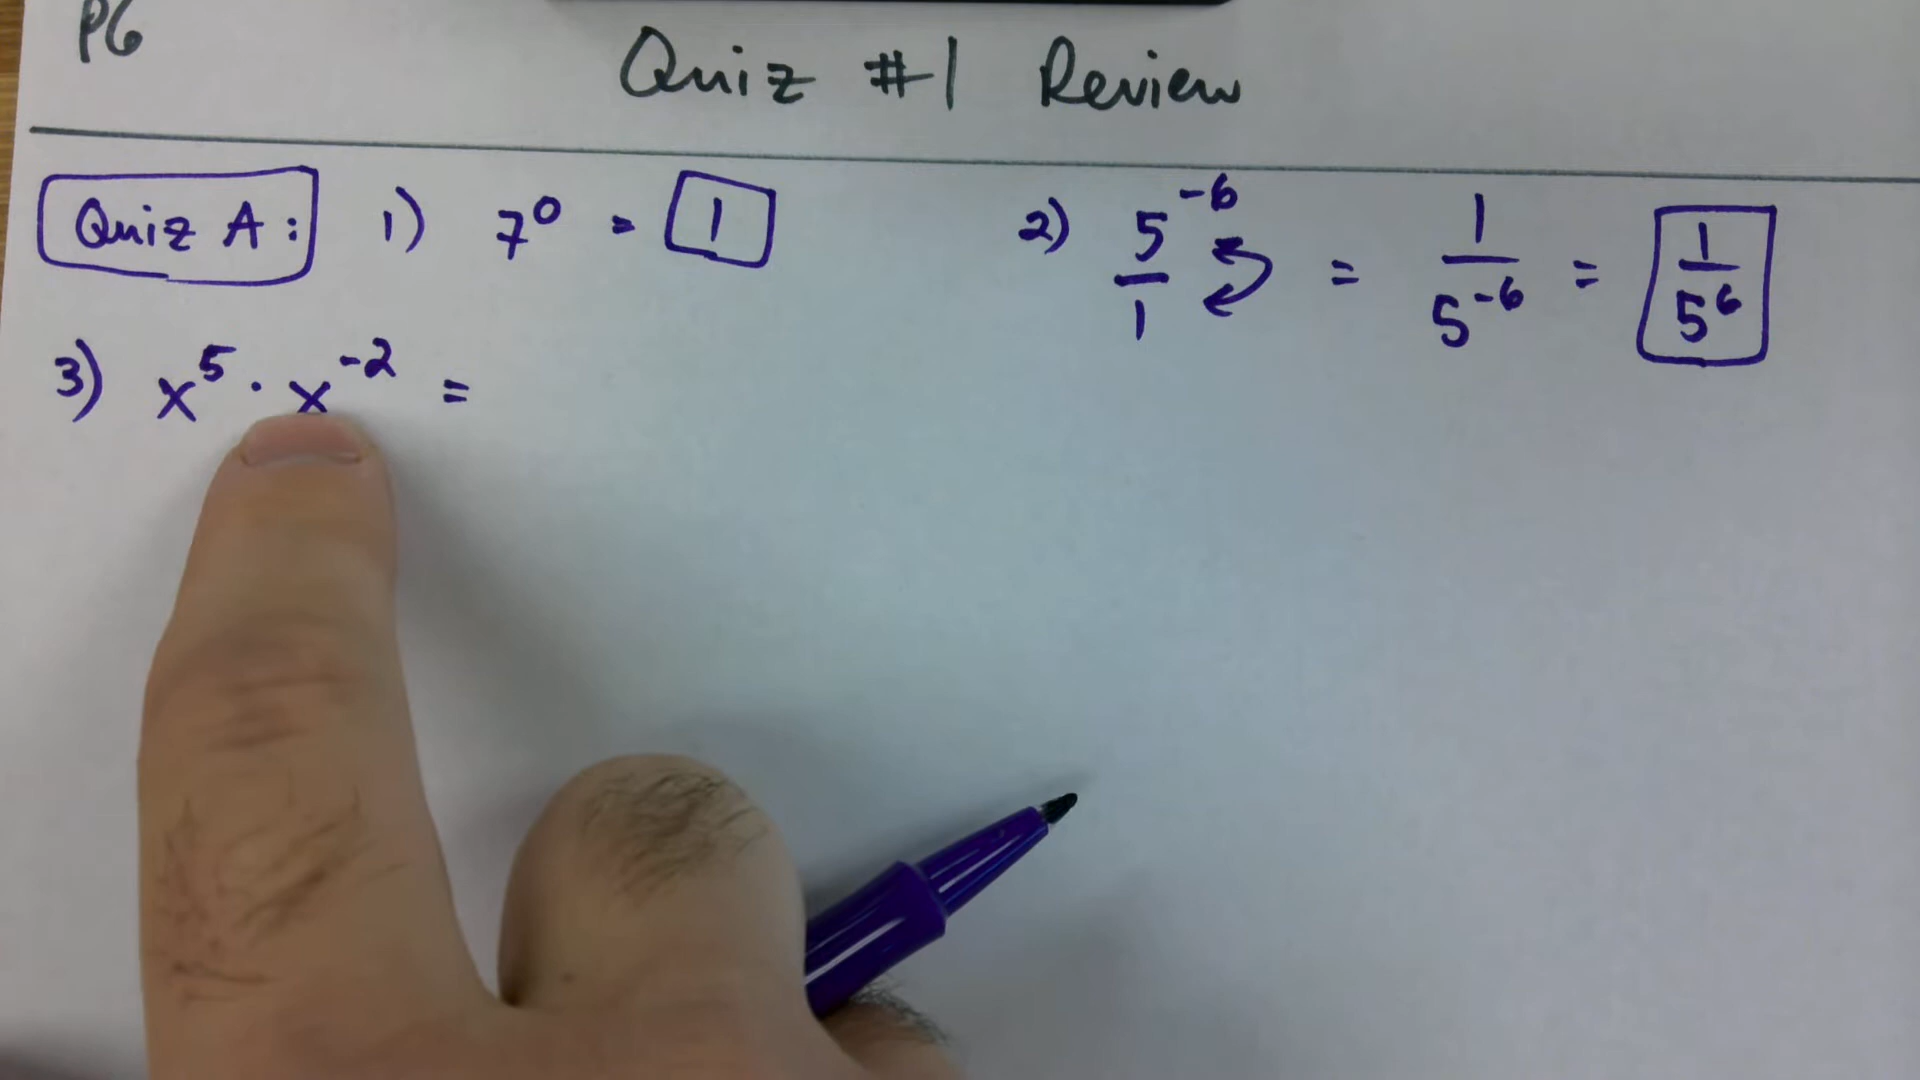 P6
Quiz #1 Review
Quiz A: 1) 7⁰ = 1
2) 5⁻⁶/1 = 1/5⁻⁶ = 1/5⁶
3) x⁵ · x⁻² =